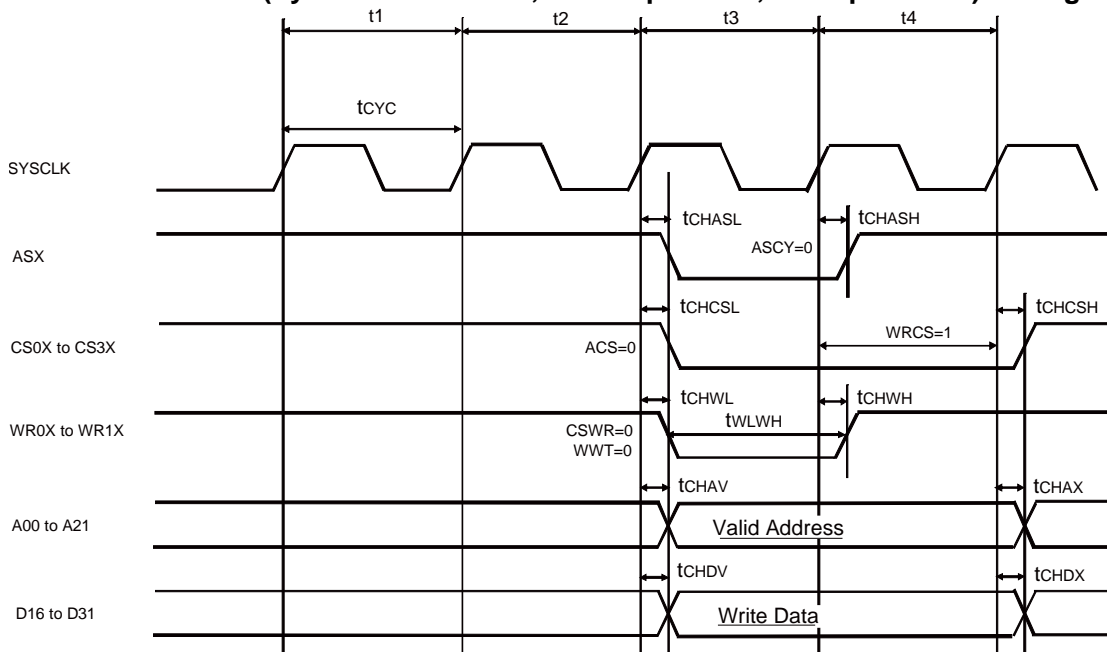 t1 t2 t3 t4
tCYC
SYSCLK
tCHASL tCHASH
ASCY=0
ASX
tCHCSL tCHCSH
WRCS=1
CS0X to CS3X ACS=0
tCHWL tCHWH
WR0X to WR1X CSWR=0 tWLWH
WWT=0
tCHAV tCHAX
A00 to A21 Valid Address
tCHDV tCHDX
D16 to D31 Write Data